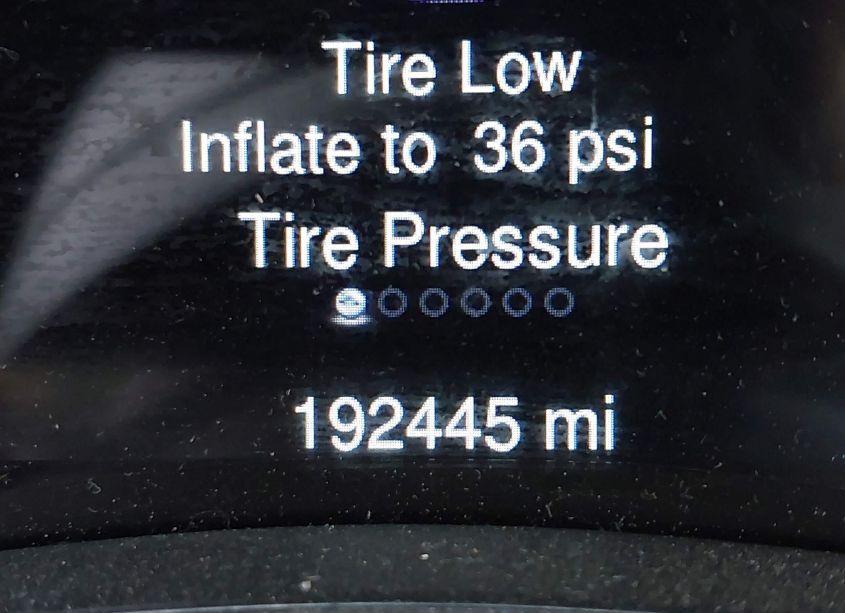 Tire Low
Inflate to 36 psi
Tire Pressure
192445 mi